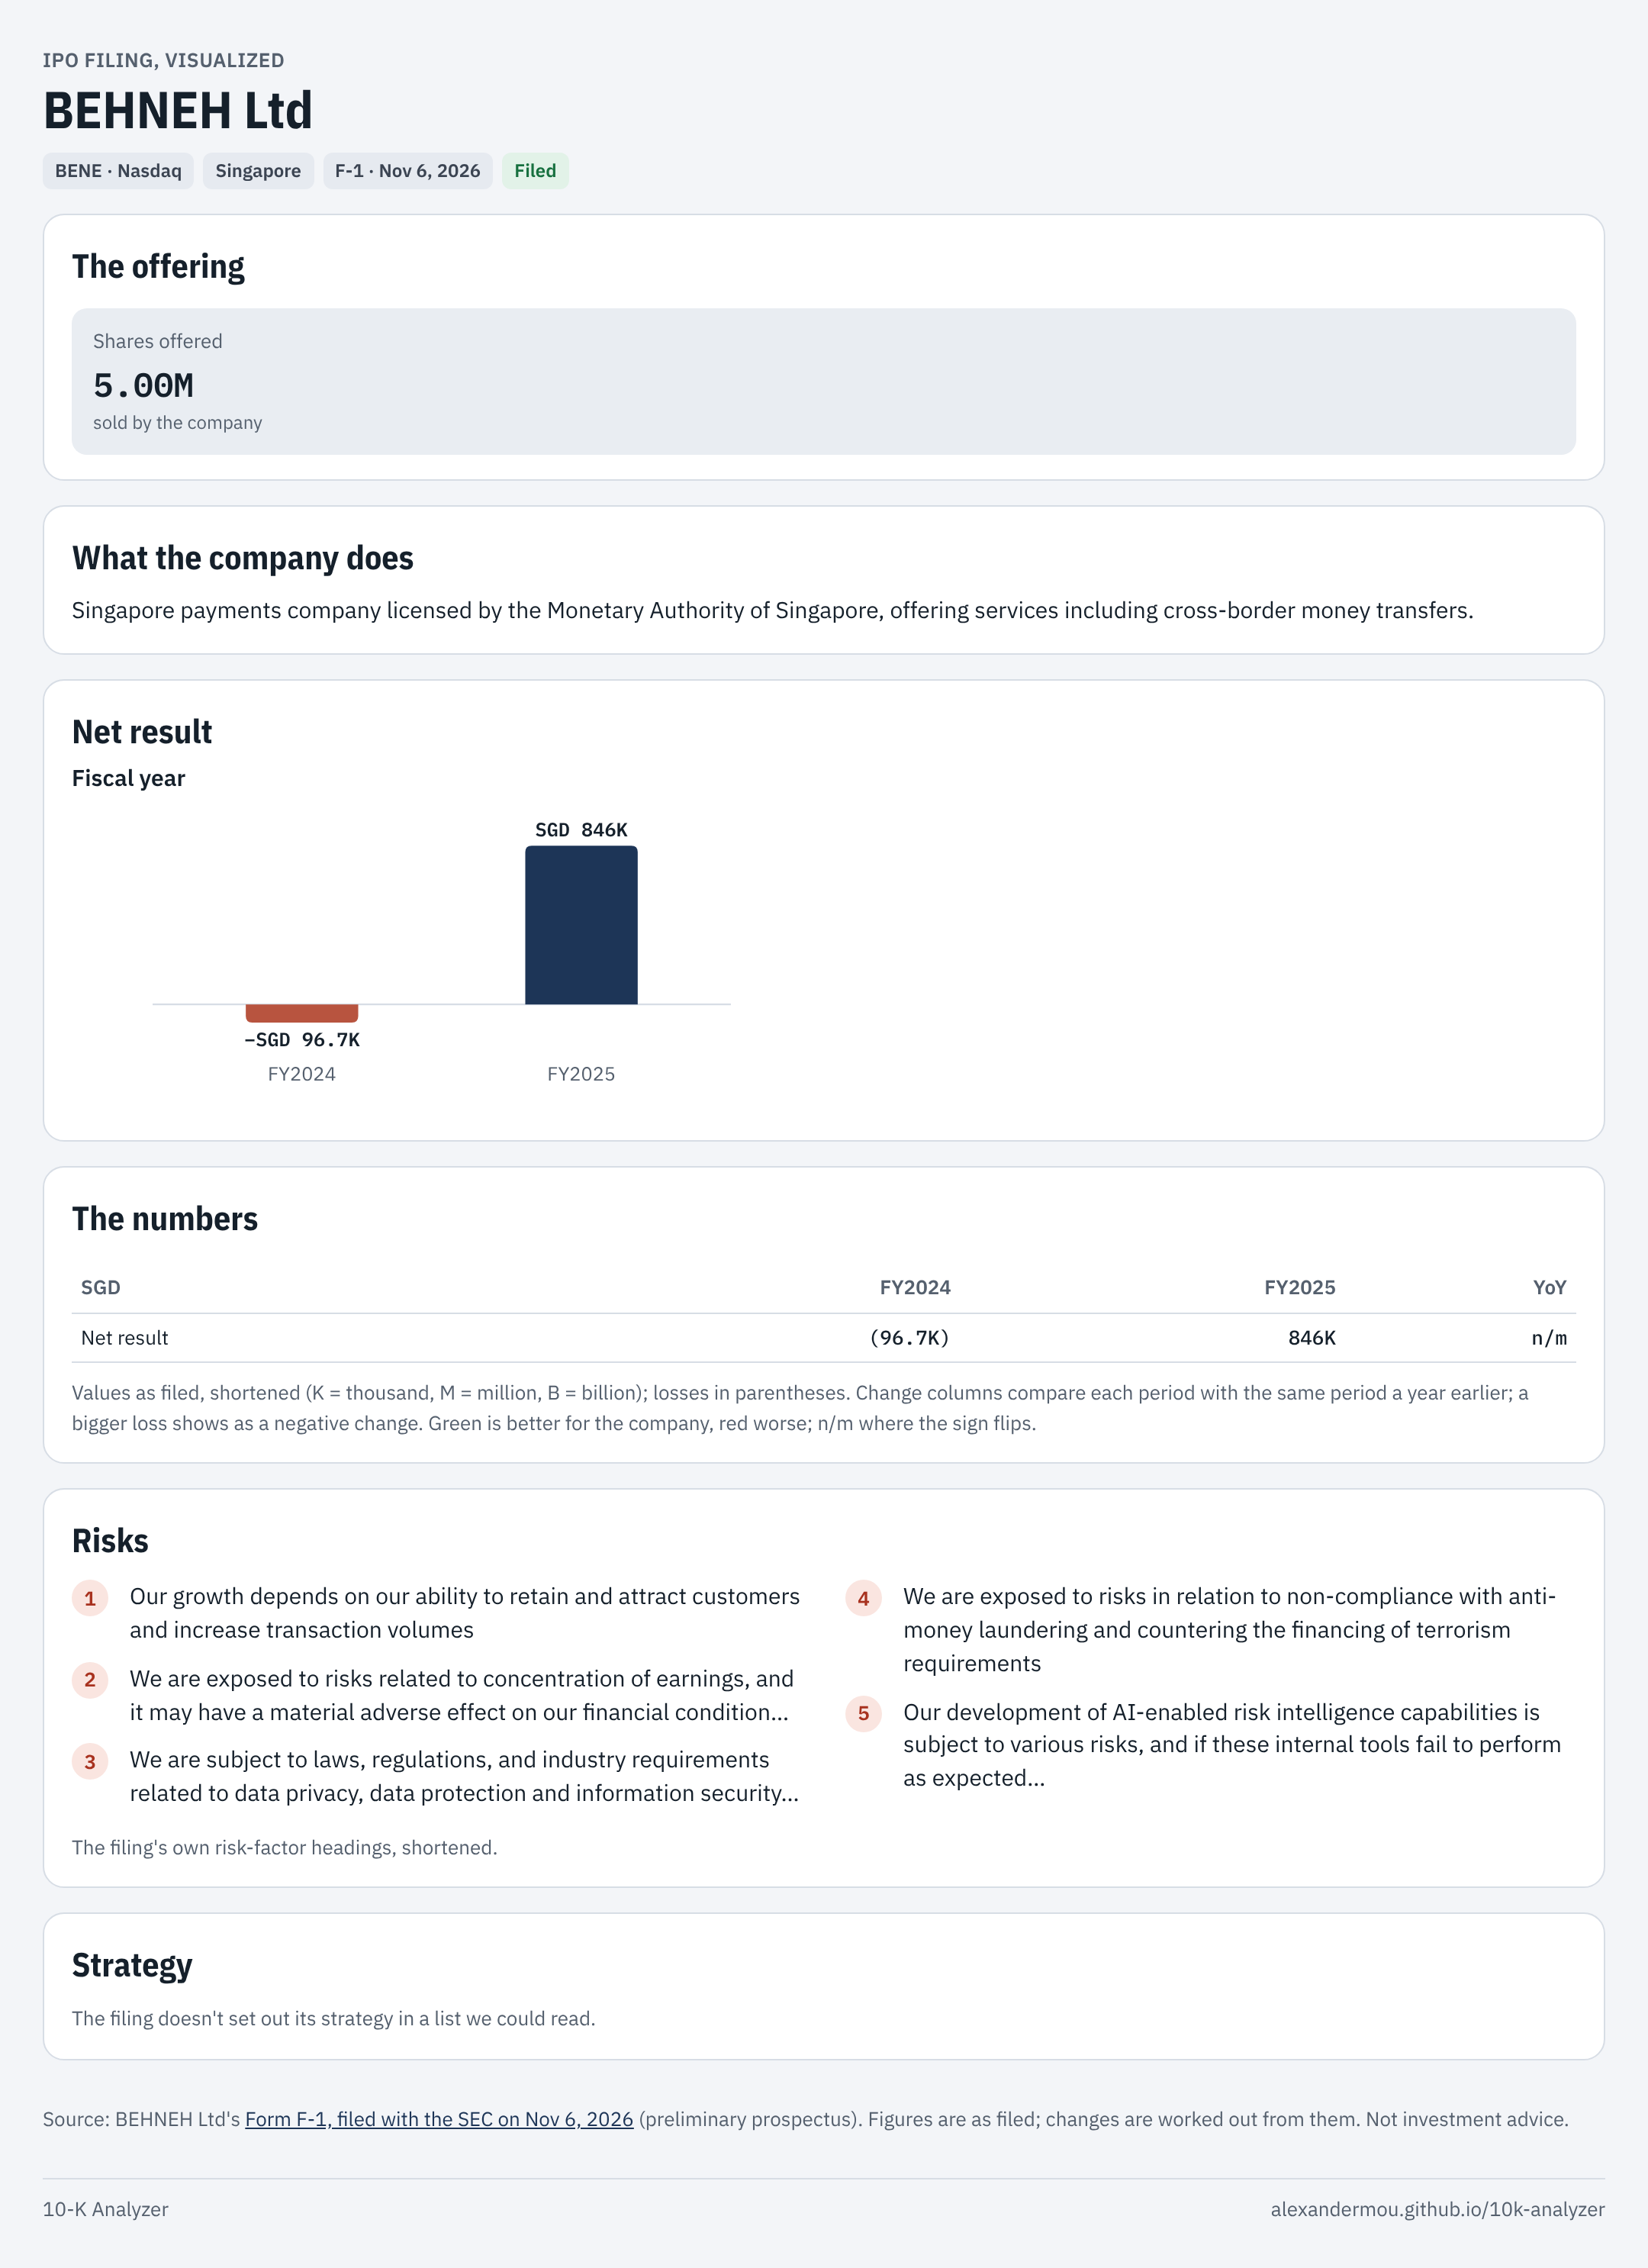 IPO FILING, VISUALIZED
BEHNEH Ltd
BENE · Nasdaq
Singapore
F-1 · Nov 6, 2026
Filed
The offering
Shares offered
5.00M
sold by the company
What the company does
Singapore payments company licensed by the Monetary Authority of Singapore, offering services including cross-border money transfers.
Net result
Fiscal year
SGD 846K
−SGD 96.7K
FY2024
FY2025
The numbers
SGD FY2024 FY2025 YoY
Net result (96.7K) 846K n/m
Values as filed, shortened (K = thousand, M = million, B = billion); losses in parentheses. Change columns compare each period with the same period a year earlier; a
bigger loss shows as a negative change. Green is better for the company, red worse; n/m where the sign flips.
Risks
1 Our growth depends on our ability to retain and attract customers
and increase transaction volumes
2 We are exposed to risks related to concentration of earnings, and
it may have a material adverse effect on our financial condition…
3 We are subject to laws, regulations, and industry requirements
related to data privacy, data protection and information security…
4 We are exposed to risks in relation to non-compliance with anti-
money laundering and countering the financing of terrorism
requirements
5 Our development of AI-enabled risk intelligence capabilities is
subject to various risks, and if these internal tools fail to perform
as expected…
The filing's own risk-factor headings, shortened.
Strategy
The filing doesn't set out its strategy in a list we could read.
Source: BEHNEH Ltd's Form F-1, filed with the SEC on Nov 6, 2026 (preliminary prospectus). Figures are as filed; changes are worked out from them. Not investment advice.
10-K Analyzer
alexandermou.github.io/10k-analyzer